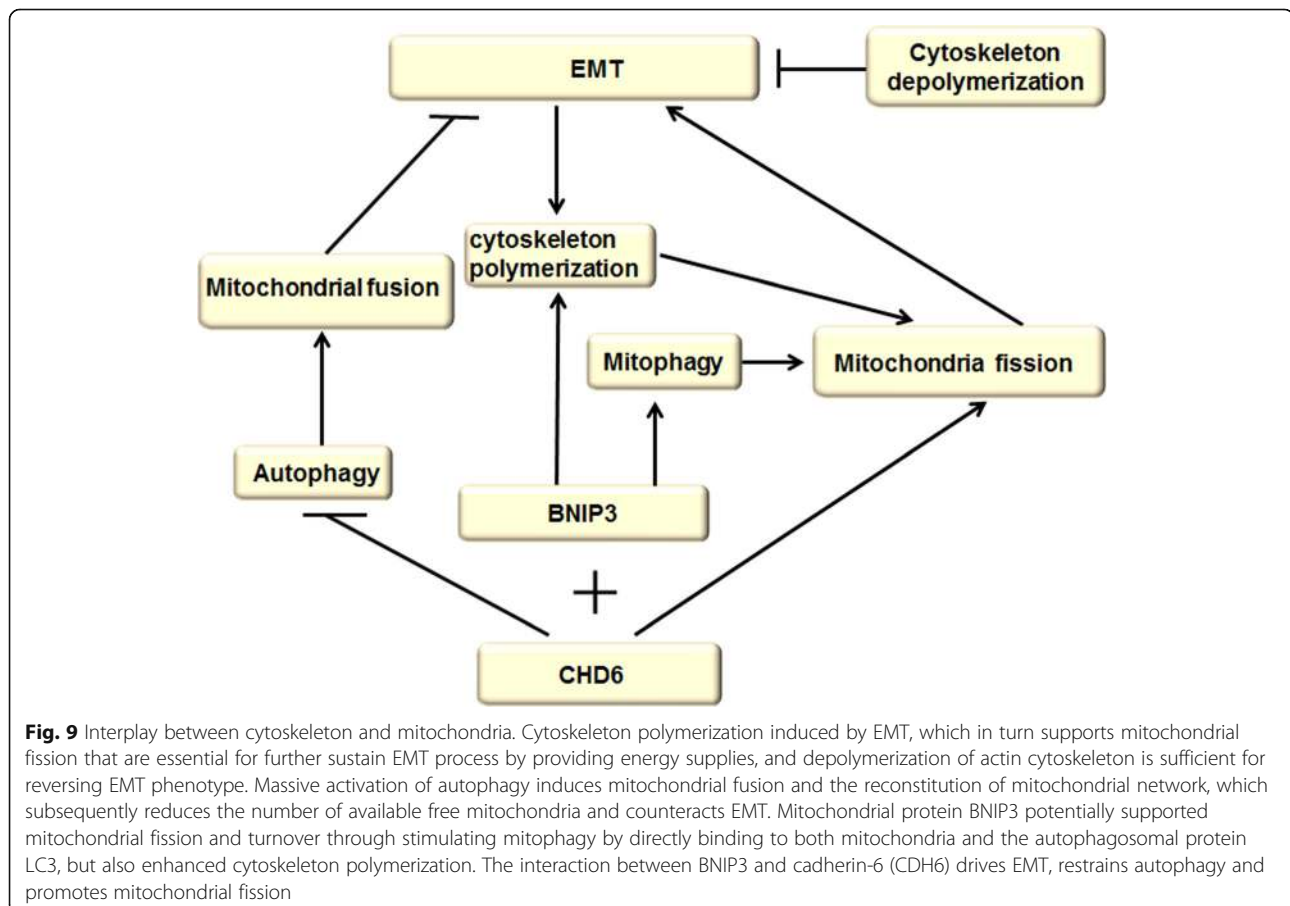 EMT
Cytoskeleton
depolymerization
cytoskeleton
polymerization
Mitochondrial fusion
Mitophagy
Mitochondria fission
Autophagy
BNIP3
+
CHD6
Fig. 9 Interplay between cytoskeleton and mitochondria. Cytoskeleton polymerization induced by EMT, which in turn supports mitochondrial
fission that are essential for further sustain EMT process by providing energy supplies, and depolymerization of actin cytoskeleton is sufficient for
reversing EMT phenotype. Massive activation of autophagy induces mitochondrial fusion and the reconstitution of mitochondrial network, which
subsequently reduces the number of available free mitochondria and counteracts EMT. Mitochondrial protein BNIP3 potentially supported
mitochondrial fission and turnover through stimulating mitophagy by directly binding to both mitochondria and the autophagosomal protein
LC3, but also enhanced cytoskeleton polymerization. The interaction between BNIP3 and cadherin-6 (CDH6) drives EMT, restrains autophagy and
promotes mitochondrial fission